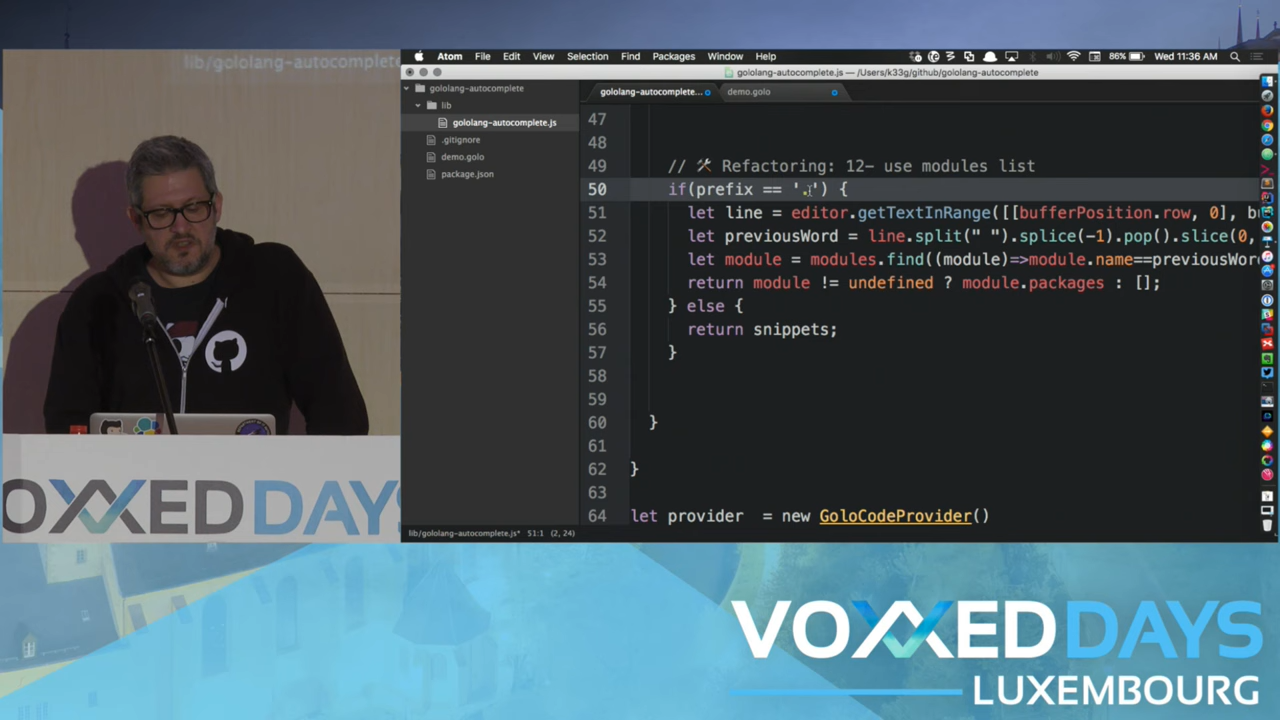 lib/gololang-autocomplete
Atom File Edit View Selection Find Packages Window Help 86% Wed 11:36 AM
gololang-autocomplete.js — /Users/k33g/github/gololang-autocomplete
gololang-autocomplete
lib
gololang-autocomplete.js
.gitignore
demo.golo
package.json
gololang-autocomplete... demo.golo
47
48
49 // 🛠 Refactoring: 12- use modules list
50 if(prefix == '.') {
51 let line = editor.getTextInRange([[bufferPosition.row, 0], b
52 let previousWord = line.split(" ").splice(-1).pop().slice(0,
53 let module = modules.find((module)=>module.name==previousWor
54 return module != undefined ? module.packages : [];
55 } else {
56 return snippets;
57 }
58
59
60 }
61
62 }
63
64 let provider = new GoloCodeProvider()
lib/gololang-autocomplete.js* 51:1 (2, 24)
VOXXED DAYS
VOXXED DAYS
LUXEMBOURG